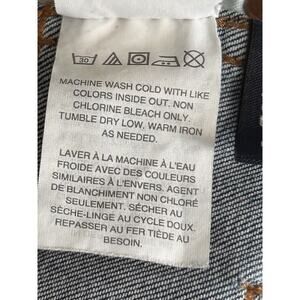 30
MACHINE WASH COLD WITH LIKE
COLORS INSIDE OUT. NON
CHLORINE BLEACH ONLY.
TUMBLE DRY LOW, WARM IRON
AS NEEDED.
LAVER À LA MACHINE À L'EAU
FROIDE AVEC DES COULEURS
SIMILAIRES À L'ENVERS. AGENT
DE BLANCHIMENT NON CHLORÉ
SEULEMENT. SÉCHER AU
SÈCHE-LINGE AU CYCLE DOUX.
REPASSER AU FER TIÈDE AU
BESOIN.